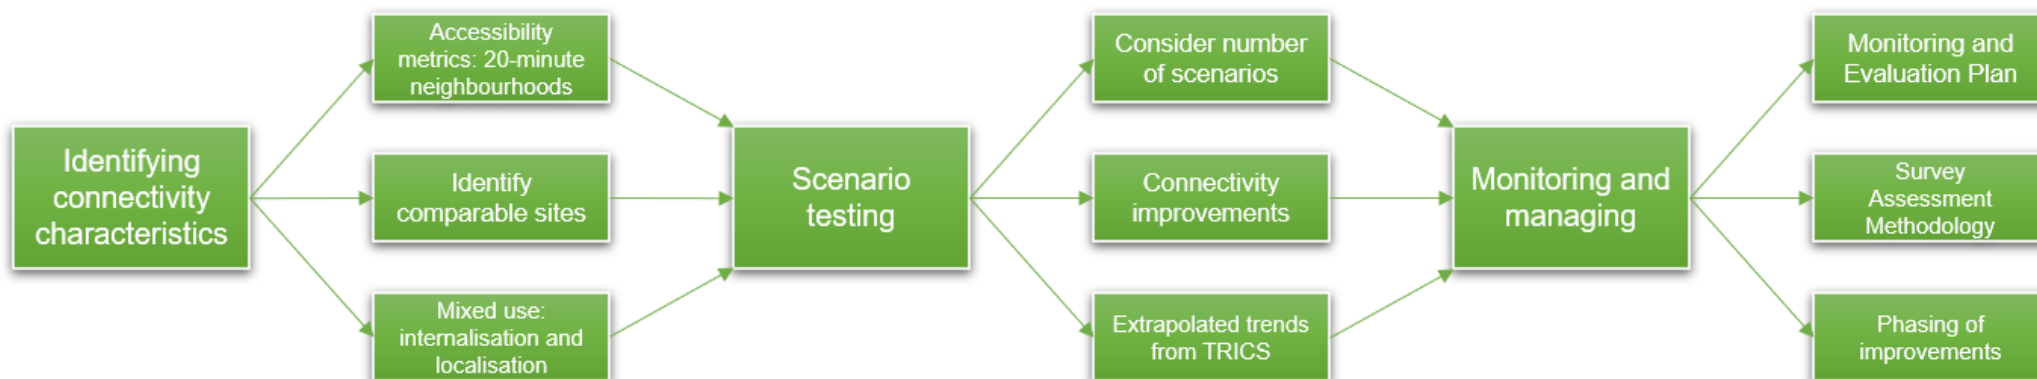 Identifying
connectivity
characteristics
Accessibility
metrics: 20-minute
neighbourhoods
Identify
comparable sites
Mixed use:
internalisation and
localisation
Scenario
testing
Consider number
of scenarios
Connectivity
improvements
Extrapolated trends
from TRICS
Monitoring and
managing
Monitoring and
Evaluation Plan
Survey
Assessment
Methodology
Phasing of
improvements